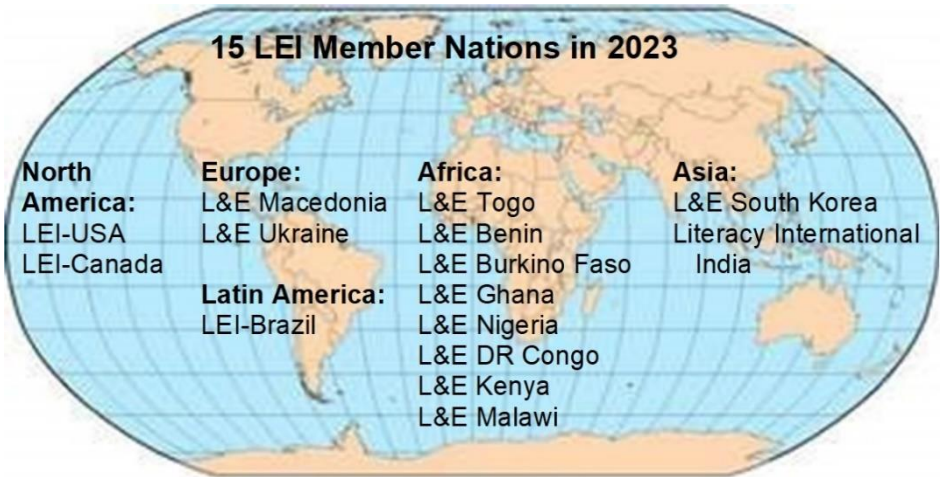 15 LEI Member Nations in 2023
North
America:
LEI-USA
LEI-Canada
Europe:
L&E Macedonia
L&E Ukraine
Latin America:
LEI-Brazil
Africa:
L&E Togo
L&E Benin
L&E Burkino Faso
L&E Ghana
L&E Nigeria
L&E DR Congo
L&E Kenya
L&E Malawi
Asia:
L&E South Korea
Literacy International
India